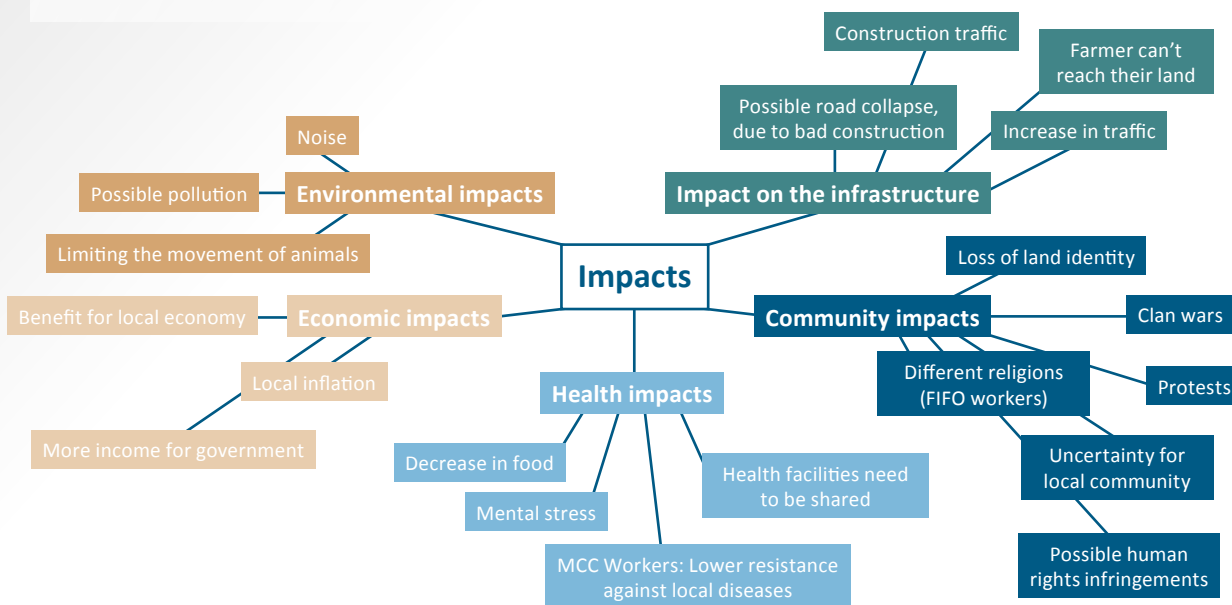 Impacts
Environmental impacts
Noise
Possible pollution
Limiting the movement of animals
Impact on the infrastructure
Construction traffic
Possible road collapse,
due to bad construction
Farmer can’t
reach their land
Increase in traffic
Economic impacts
Benefit for local economy
Local inflation
More income for government
Health impacts
Decrease in food
Mental stress
MCC Workers: Lower resistance
against local diseases
Health facilities need
to be shared
Community impacts
Loss of land identity
Clan wars
Protests
Different religions
(FIFO workers)
Uncertainty for
local community
Possible human
rights infringements